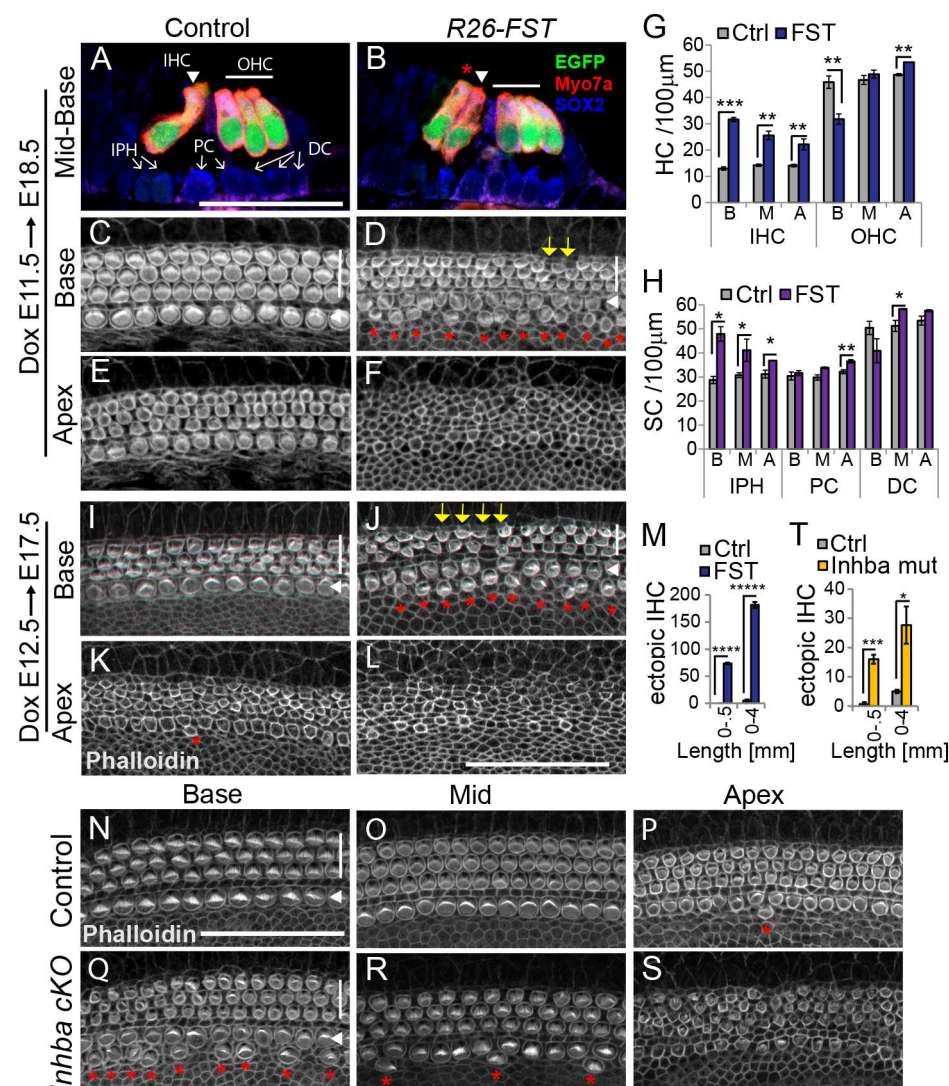 Control
R26-FST
Dox E11.5 → E18.5
Mid-Base
A
IHC
OHC
IPH
PC
DC
B
*
EGFP
Myo7a
SOX2
Base
C
D
* * * * * * * * * * *
Apex
E
F
G
Ctrl FST
HC /100µm
60
50
40
30
20
10
0
*** ** ** ** **
B M A B M A
IHC OHC
H
Ctrl FST
SC /100µm
60
50
40
30
20
10
0
* * * ** *
B M A B M A B M A
IPH PC DC
Dox E12.5 → E17.5
Base
I
J
* * * * * * * * * *
Apex
K
*
Phalloidin
L
M
Ctrl
FST
ectopic IHC
200
150
100
50
0
**** *****
0-.5 0-4
Length [mm]
T
Ctrl
Inhba mut
ectopic IHC
40
30
20
10
0
*** *
0-.5 0-4
Length [mm]
Base Mid Apex
Control
N
Phalloidin
O
P
*
Inhba cKO
Q
* * * * * * * * *
R
* * *
S